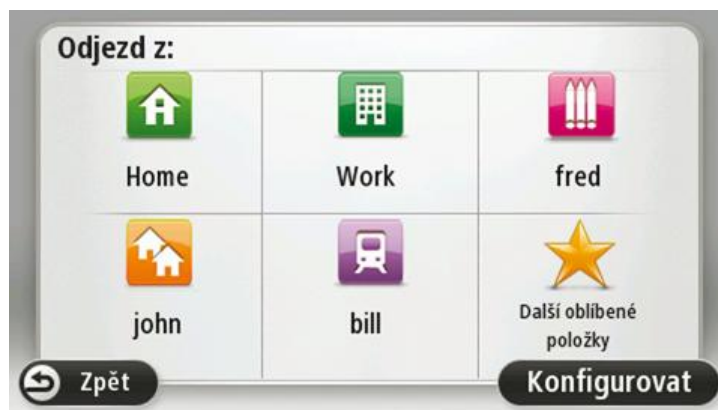 Odjezd z:
Home
Work
fred
john
bill
Další oblíbené
položky
Zpět
Konfigurovat